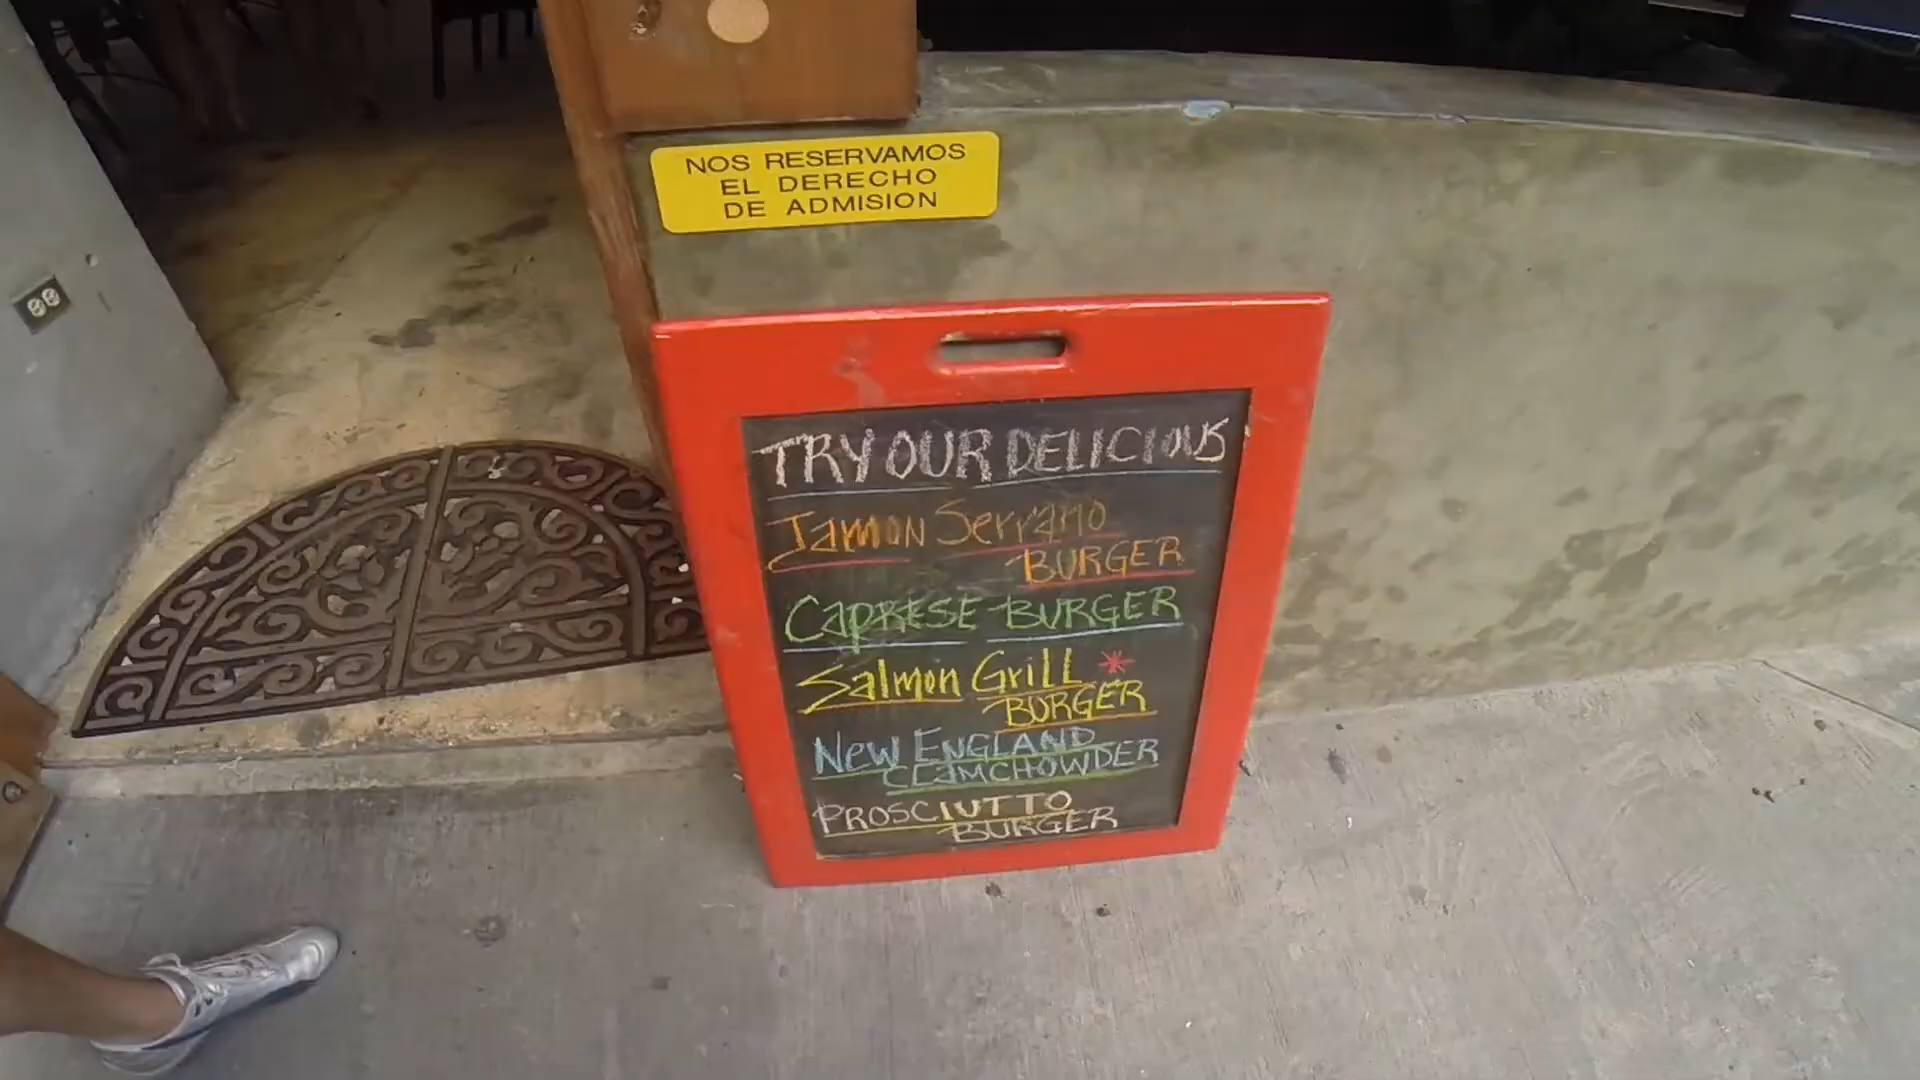 NOS RESERVAMOS
EL DERECHO
DE ADMISION
TRY OUR DELICIOUS
Jamon Serrano
BURGER
CAPRESE BURGER
Salmon Grill *
BURGER
New ENGLAND
CLAMCHOWDER
PROSCIUTTO
BURGER